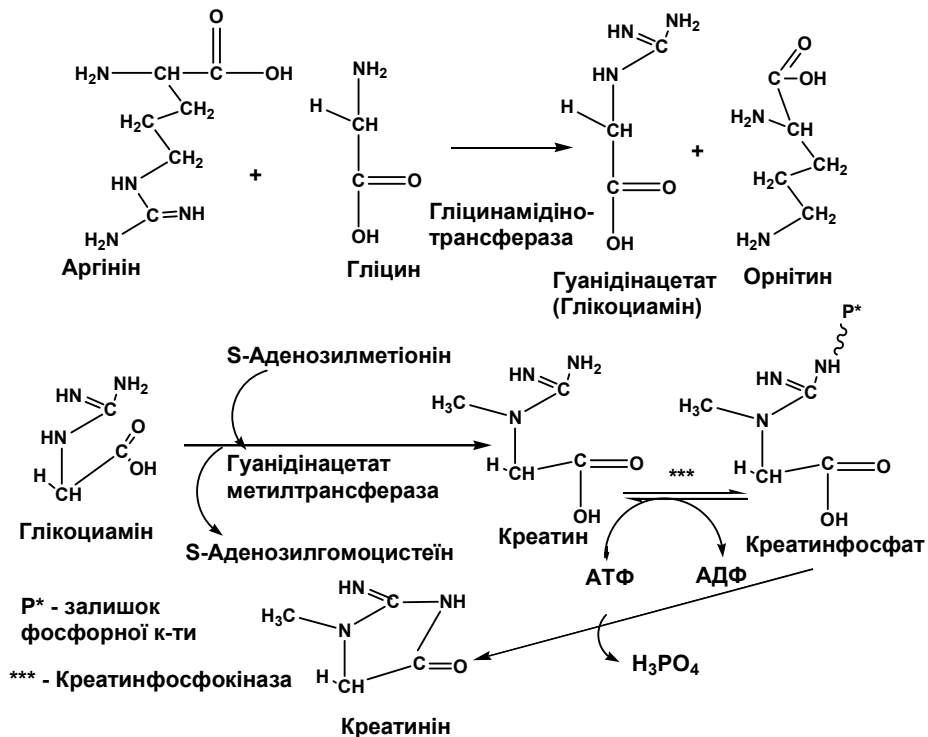 O
H2N
CH
C
OH
CH2
H2C
CH2
HN
C
NH
H2N
Аргінін
+
NH2
H
CH
C
O
OH
Гліцин
Гліцинамідіно-
трансфераза
HN
NH2
C
HN
H
CH
C
O
OH
Гуанідінацетат
(Глікоциамін)
+
O
C
OH
H2N
CH
H2C
CH2
H2N
Орнітин
S-Аденозилметіонін
HN
NH2
C
HN
O
C
OH
H
CH
Глікоциамін
Гуанідінацетат
метилтрансфераза
S-Аденозилгомоцистеїн
HN
NH2
C
H3C
N
H
CH
C
O
OH
Креатин
***
АТФ
АДФ
P*
HN
NH
C
H3C
N
H
CH
C
O
OH
Креатинфосфат
H3PO4
P* - залишок
фосфорної к-ти
*** - Креатинфосфокіназа
HN
C
NH
H3C
N
H
CH
C
O
Креатинін